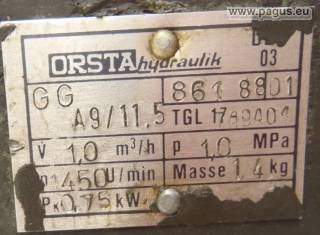 © www.pagus.eu
ORSTA hydraulik 03
GG 861 8801
A9/11,5 TGL
V 1,0 m³/h p 1,0 MPa
n 1450 U/min Masse 1,4 kg
Pk 0,75 kW